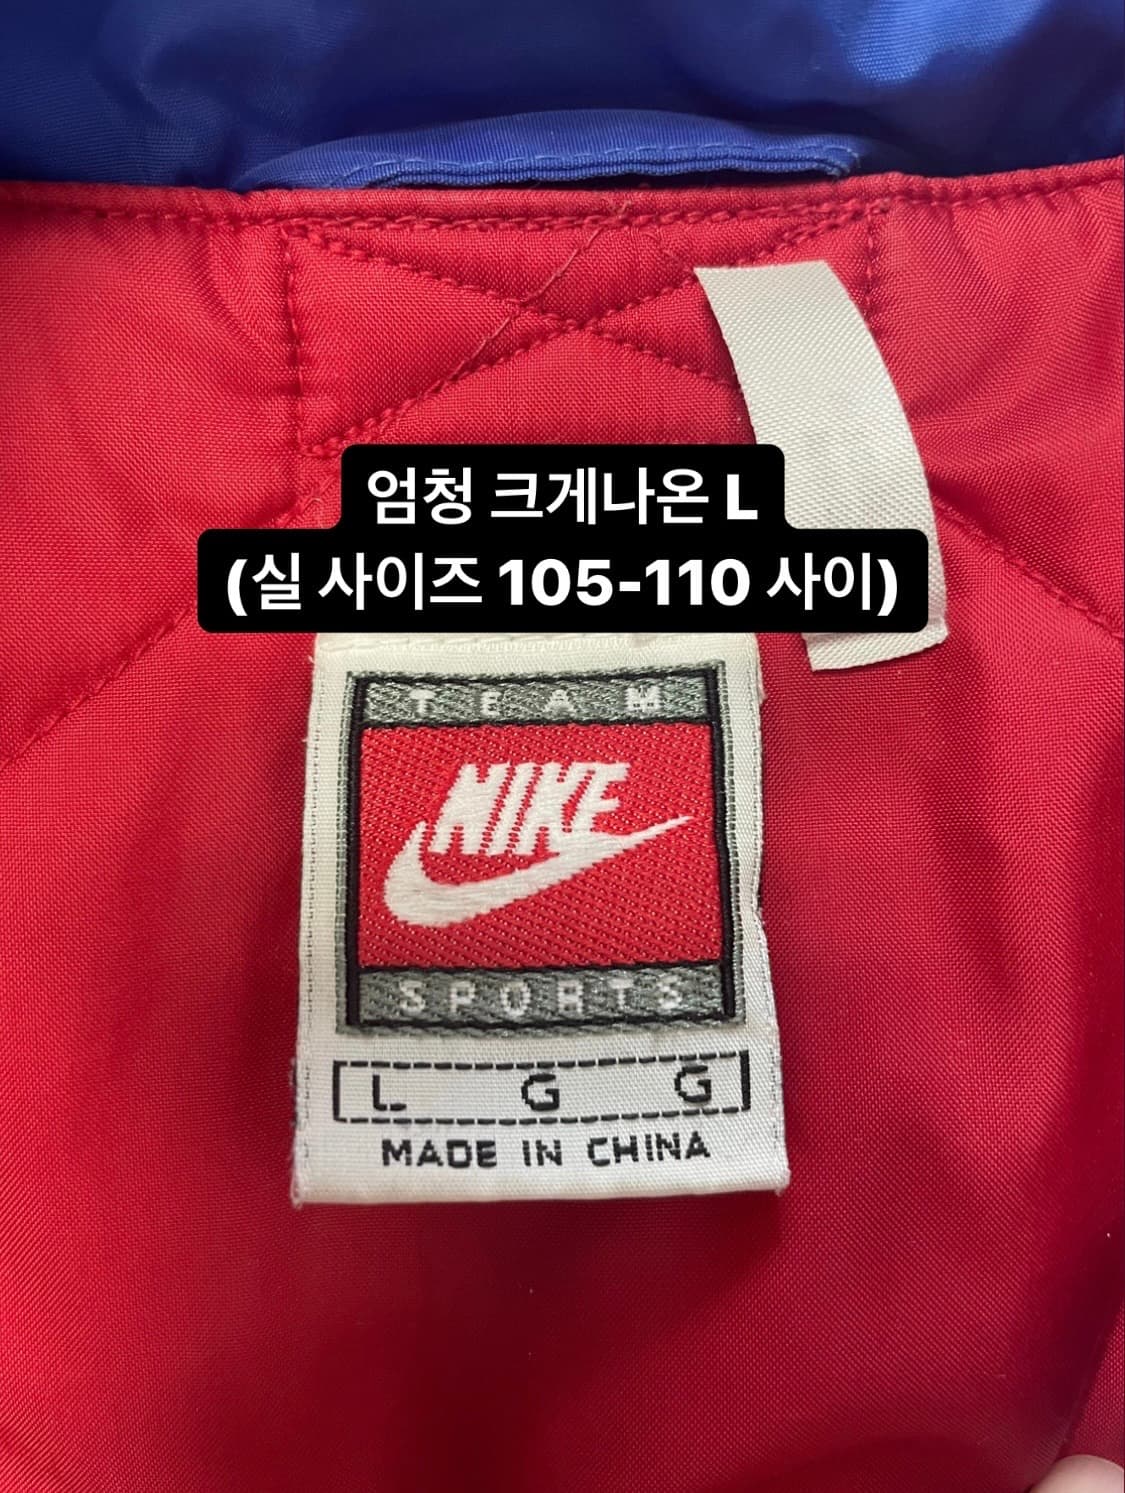 엄청 크게나온 L
(실 사이즈 105-110 사이)
TEAM
NIKE
SPORTS
L G G
MADE IN CHINA